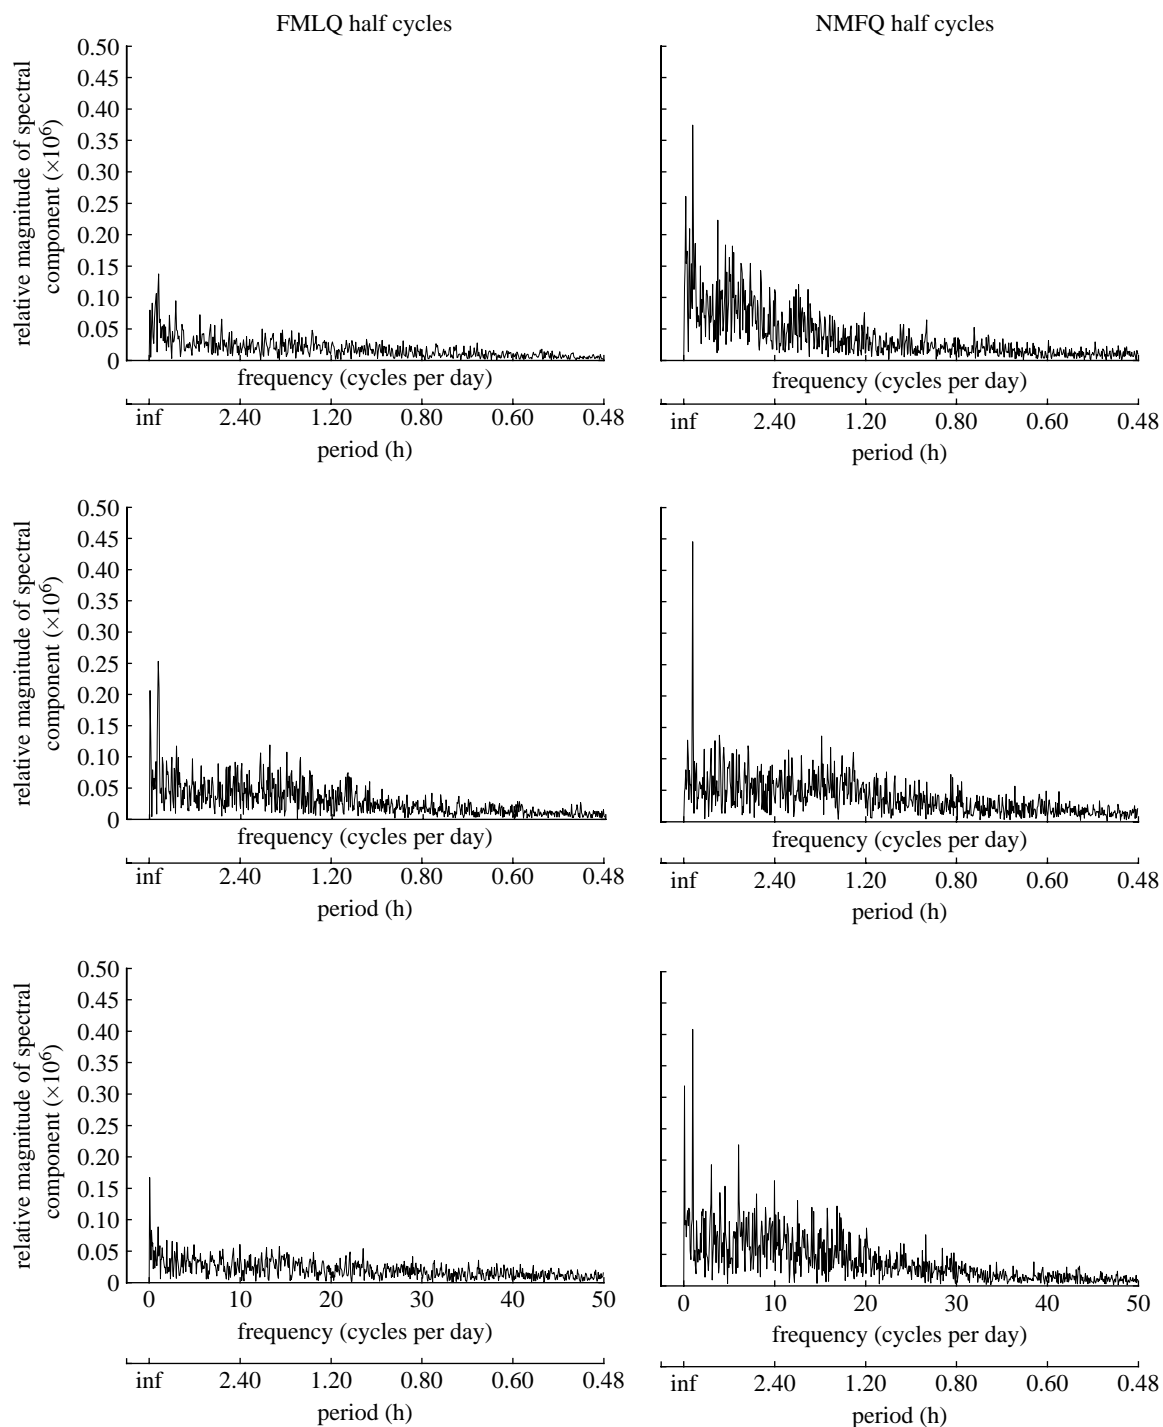 FMLQ half cycles
NMFQ half cycles
relative magnitude of spectral
component (×10⁶)
0.50
0.45
0.40
0.35
0.30
0.25
0.20
0.15
0.10
0.05
0
frequency (cycles per day)
inf 2.40 1.20 0.80 0.60 0.48
period (h)
frequency (cycles per day)
inf 2.40 1.20 0.80 0.60 0.48
period (h)
relative magnitude of spectral
component (×10⁶)
0.50
0.45
0.40
0.35
0.30
0.25
0.20
0.15
0.10
0.05
0
frequency (cycles per day)
inf 2.40 1.20 0.80 0.60 0.48
period (h)
frequency (cycles per day)
inf 2.40 1.20 0.80 0.60 0.48
period (h)
relative magnitude of spectral
component (×10⁶)
0.50
0.45
0.40
0.35
0.30
0.25
0.20
0.15
0.10
0.05
0
0 10 20 30 40 50
frequency (cycles per day)
inf 2.40 1.20 0.80 0.60 0.48
period (h)
0 10 20 30 40 50
frequency (cycles per day)
inf 2.40 1.20 0.80 0.60 0.48
period (h)